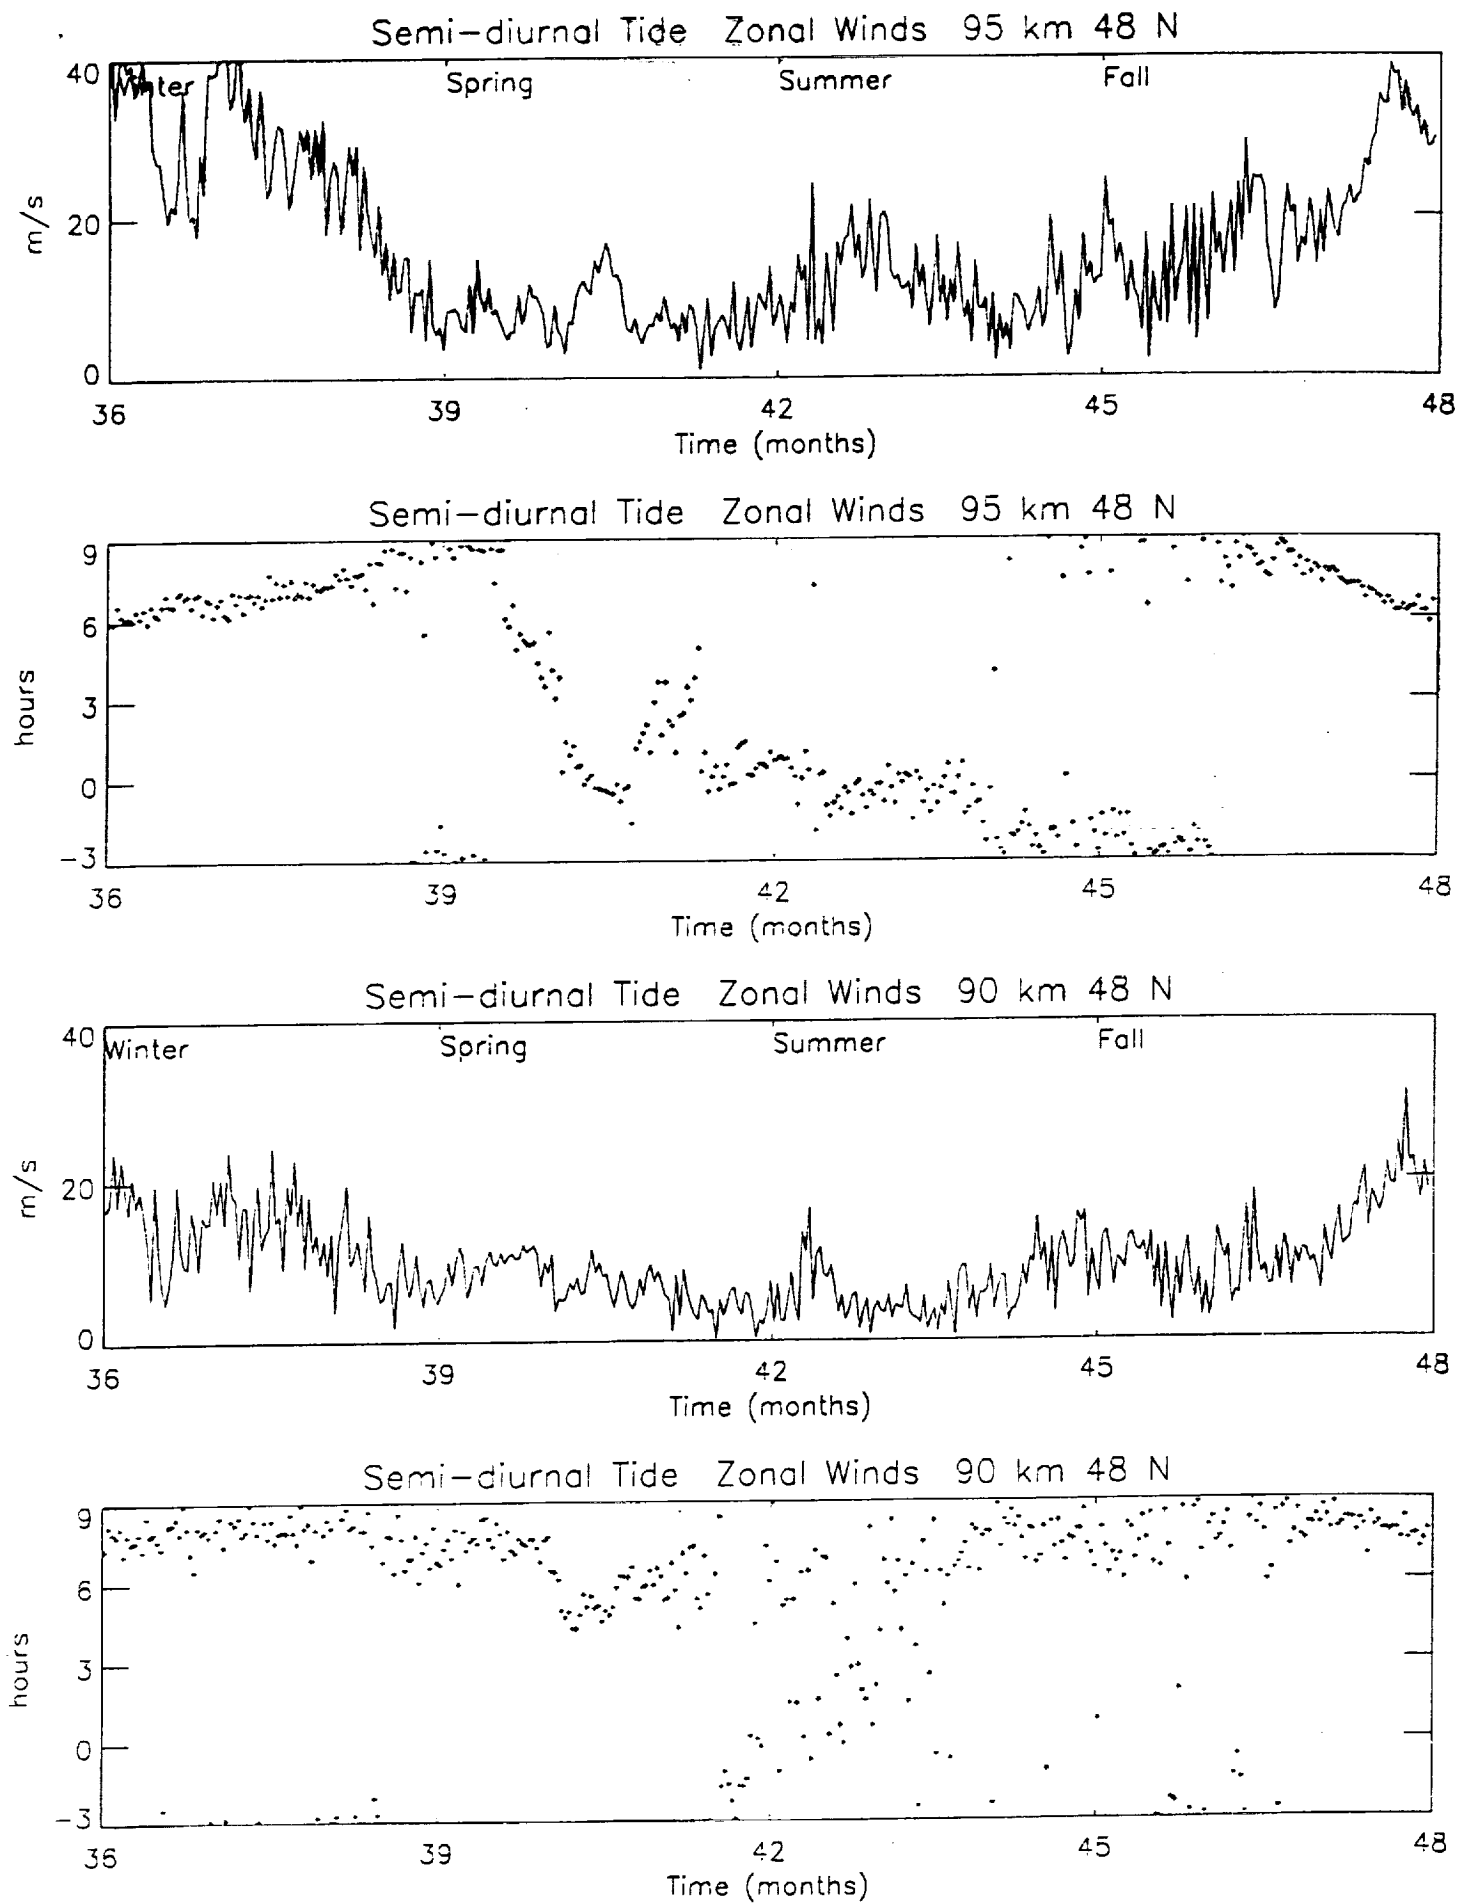 Semi-diurnal Tide Zonal Winds 95 km 48 N
40
Winter Spring Summer Fall
m/s
20
0
36 39 42 45 48
Time (months)
Semi-diurnal Tide Zonal Winds 95 km 48 N
9
6
hours
3
0
-3
36 39 42 45 48
Time (months)
Semi-diurnal Tide Zonal Winds 90 km 48 N
40
Winter Spring Summer Fall
m/s
20
0
36 39 42 45 48
Time (months)
Semi-diurnal Tide Zonal Winds 90 km 48 N
9
6
hours
3
0
-3
36 39 42 45 48
Time (months)